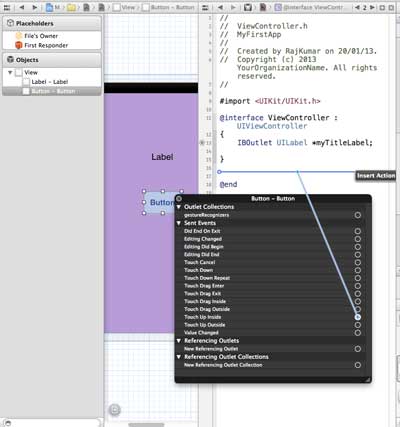 View
Button - Button
@interface ViewContr...
2
Placeholders
File's Owner
First Responder
Objects
View
Label - Label
Button - Button
Label
Button
//
// ViewController.h
// MyFirstApp
//
// Created by RajKumar on 20/01/13.
// Copyright (c) 2013
YourOrganizationName. All rights
reserved.
//
#import <UIKit/UIKit.h>
@interface ViewController :
UIViewController
{
IBOutlet UILabel *myTitleLabel;
}
Insert Action
@end
Button - Button
Outlet Collections
gestureRecognizers
Sent Events
Did End On Exit
Editing Changed
Editing Did Begin
Editing Did End
Touch Cancel
Touch Down
Touch Down Repeat
Touch Drag Enter
Touch Drag Exit
Touch Drag Inside
Touch Drag Outside
Touch Up Inside
Touch Up Outside
Value Changed
Referencing Outlets
New Referencing Outlet
Referencing Outlet Collections
New Referencing Outlet Collection